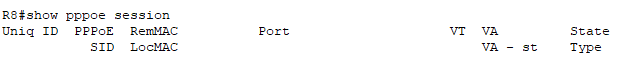 R8#show pppoe session
Uniq ID  PPPoE  RemMAC          Port                    VT  VA         State
           SID  LocMAC                                      VA - st    Type